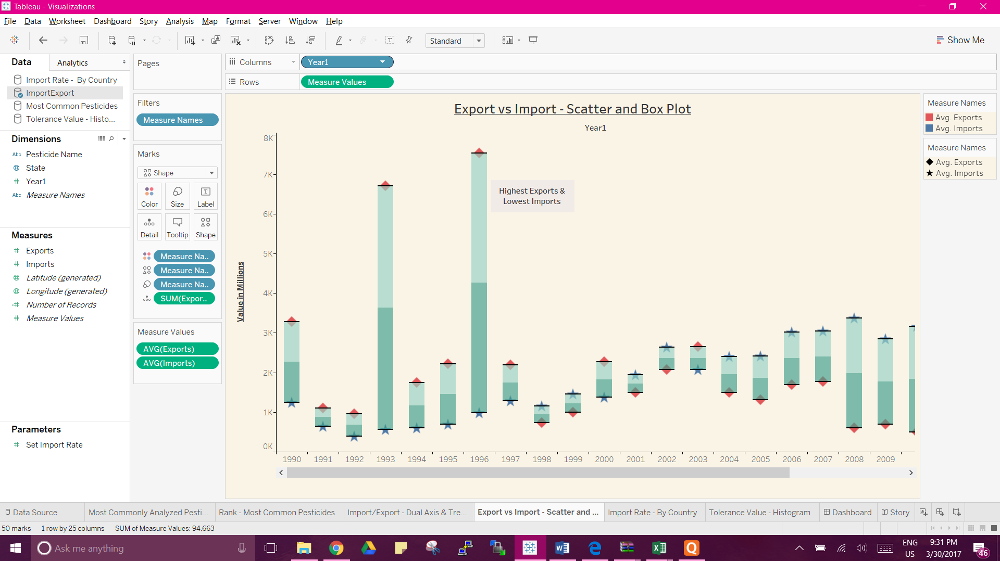 Tableau - Visualizations
File Data Worksheet Dashboard Story Analysis Map Format Server Window Help
Standard
Show Me
Data
Analytics
Import Rate - By Country
ImportExport
Most Common Pesticides
Tolerance Value - Histo...
Dimensions
Abc Pesticide Name
State
# Year1
Abc Measure Names
Measures
# Exports
# Imports
Latitude (generated)
Longitude (generated)
=# Number of Records
# Measure Values
Parameters
# Set Import Rate
Pages
Filters
Measure Names
Marks
Shape
Color Size Label
Detail Tooltip Shape
Measure Na..
Measure Na..
Measure Na..
SUM(Expor..
Measure Values
AVG(Exports)
AVG(Imports)
Columns
Year1
Rows
Measure Values
Export vs Import - Scatter and Box Plot
Year1
Value in Millions
8K
7K
6K
5K
4K
3K
2K
1K
0K
Highest Exports &
Lowest Imports
1990 1991 1992 1993 1994 1995 1996 1997 1998 1999 2000 2001 2002 2003 2004 2005 2006 2007 2008 2009
Measure Names
Avg. Exports
Avg. Imports
Measure Names
Avg. Exports
Avg. Imports
Data Source
Most Commonly Analyzed Pesti...
Rank - Most Common Pesticides
Import/Export - Dual Axis & Tre...
Export vs Import - Scatter and ...
Import Rate - By Country
Tolerance Value - Histogram
Dashboard
Story
50 marks 1 row by 25 columns SUM of Measure Values: 94,663
Ask me anything
ENG
US
9:31 PM
3/30/2017
46